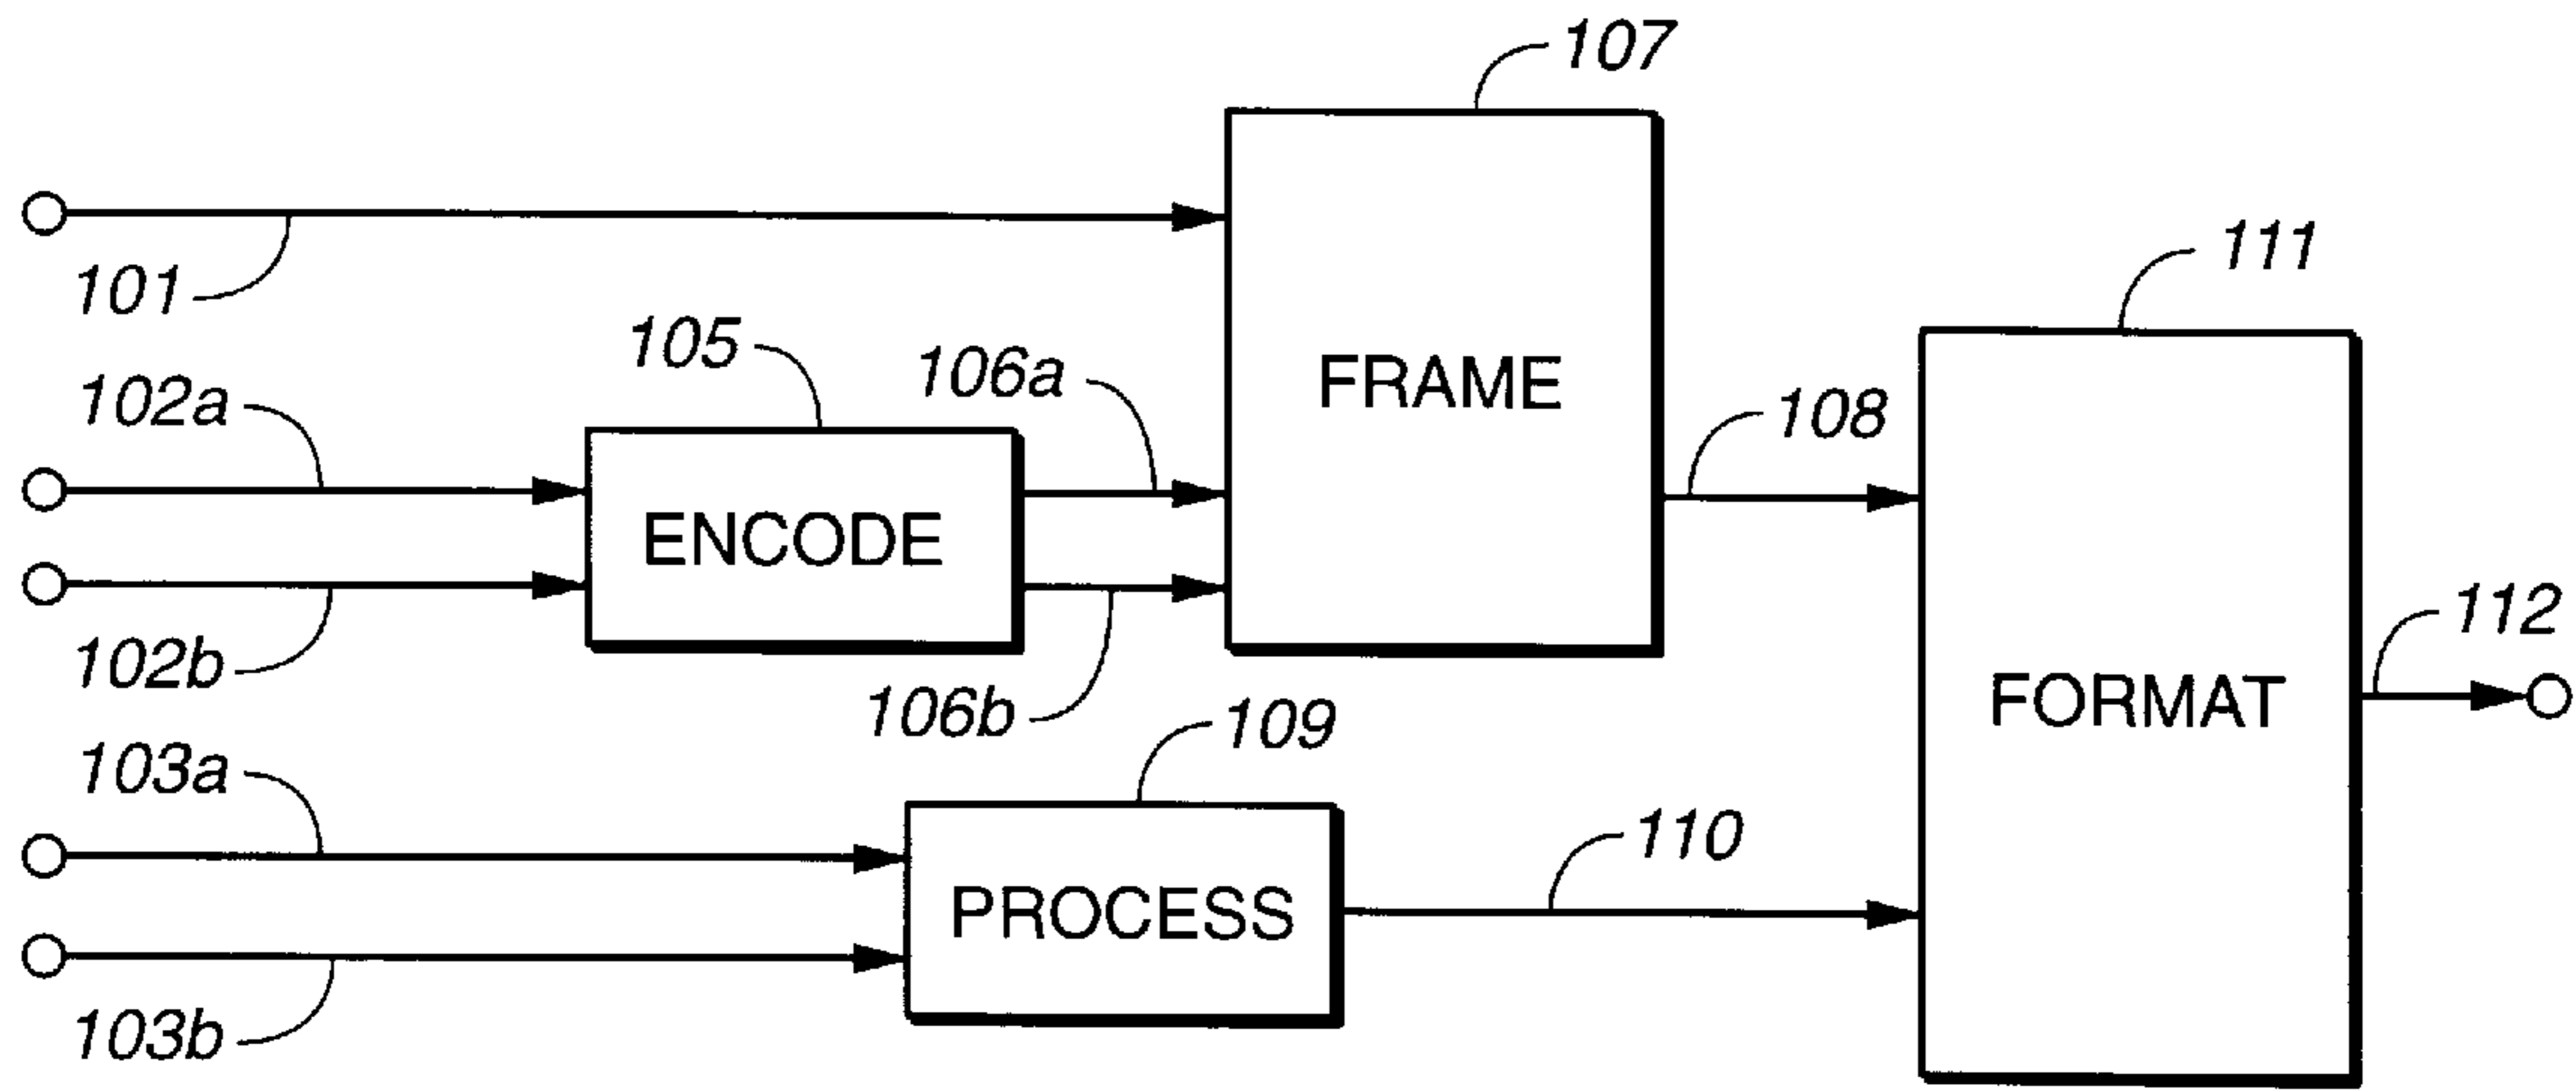 107
101
111
105
106a
102a
FRAME
108
ENCODE
102b
106b
112
109
FORMAT
103a
110
PROCESS
103b